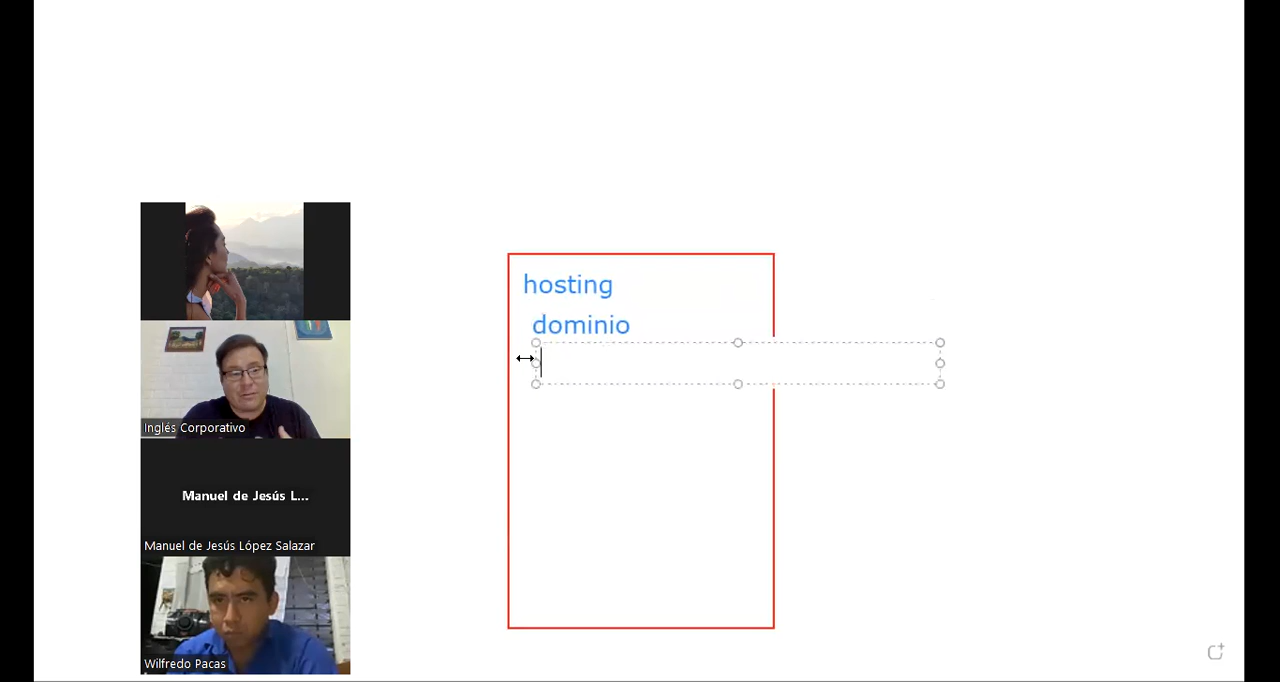 hosting
dominio
Inglés Corporativo
Manuel de Jesús L...
Manuel de Jesús López Salazar
Wilfredo Pacas